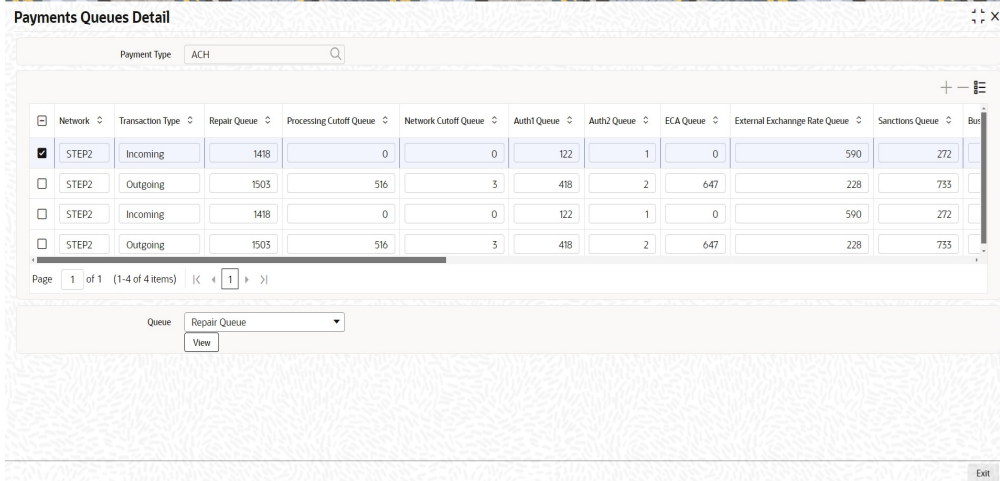 Payments Queues Detail
Payment Type ACH
Network Transaction Type Repair Queue Processing Cutoff Queue Network Cutoff Queue Auth1 Queue Auth2 Queue ECA Queue External Exchannge Rate Queue Sanctions Queue Bus
STEP2 Incoming 1418 0 0 122 1 0 590 272
STEP2 Outgoing 1503 516 3 418 2 647 228 733
STEP2 Incoming 1418 0 0 122 1 0 590 272
STEP2 Outgoing 1503 516 3 418 2 647 228 733
Page 1 of 1 (1-4 of 4 items) 1
Queue Repair Queue
View
Exit